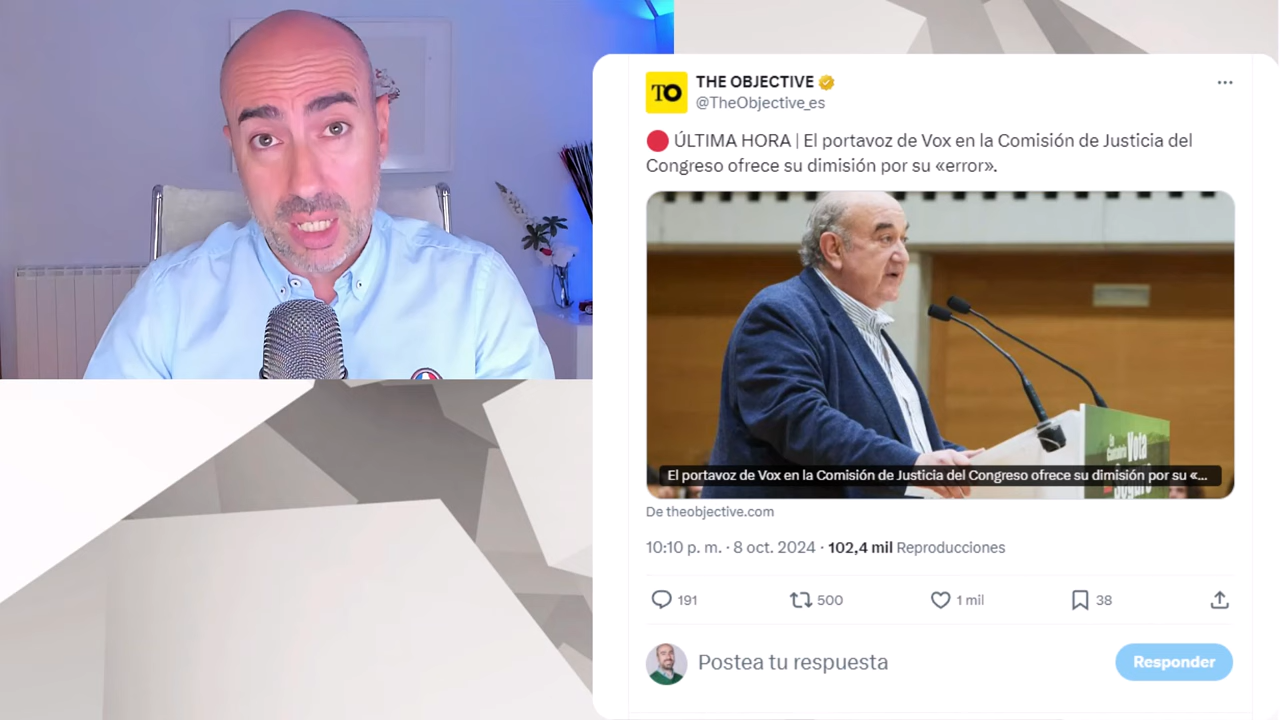 TO
THE OBJECTIVE
@TheObjective_es
ÚLTIMA HORA | El portavoz de Vox en la Comisión de Justicia del
Congreso ofrece su dimisión por su «error».
Vota
El portavoz de Vox en la Comisión de Justicia del Congreso ofrece su dimisión por su «...
De theobjective.com
10:10 p. m. · 8 oct. 2024 · 102,4 mil Reproducciones
191
500
1 mil
38
Postea tu respuesta
Responder